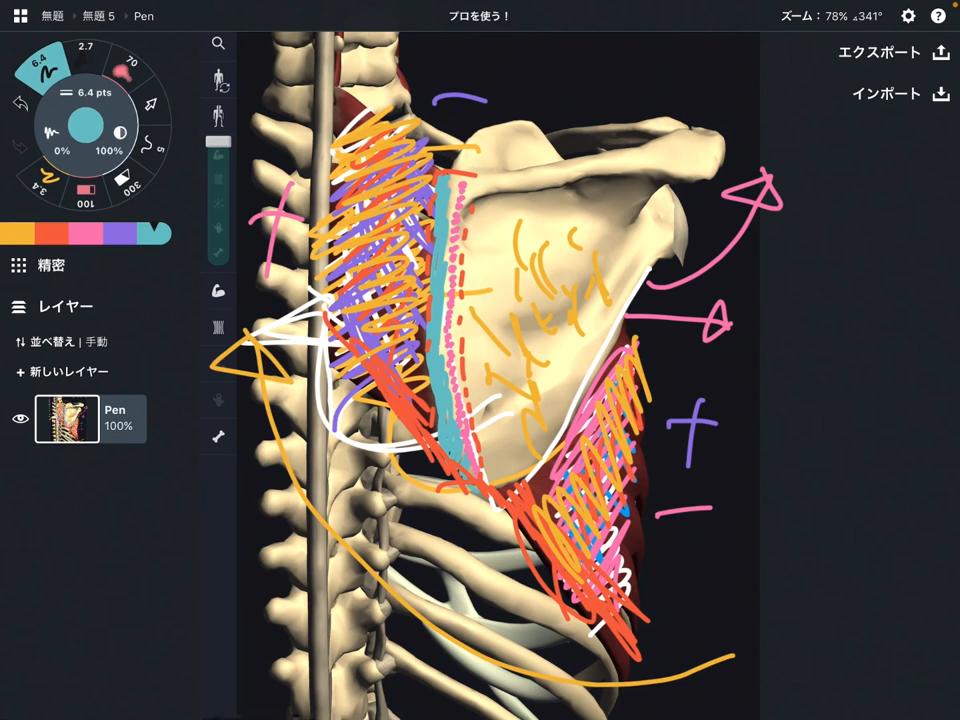 無題 無題 5 Pen
プロを使う！
ズーム： 78% ⊿341°
エクスポート
インポート
2.7
6.4
70
6.4 pts
0% 100%
5
3.4
100
300
精密
レイヤー
並べ替え | 手動
+ 新しいレイヤー
Pen
100%